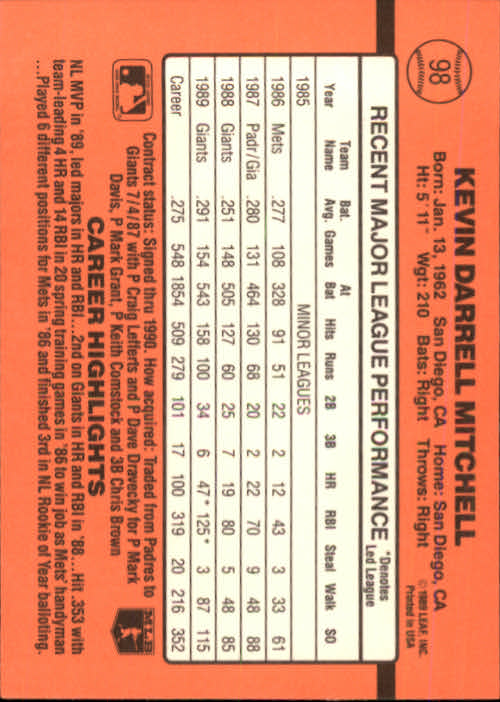 98
KEVIN DARRELL MITCHELL
Born: Jan. 13, 1962 San Diego, CA Home: San Diego, CA
Ht: 5' 11" Wgt: 210 Bats: Right Throws: Right
© 1989 LEAF, INC.
Printed in USA
RECENT MAJOR LEAGUE PERFORMANCE *Denotes Led League
Year Team Name Bat. Avg. Games At Bat Hits Runs 2B 3B HR RBI Steal Walk SO
1985 MINOR LEAGUES
1986 Mets .277 108 328 91 51 22 2 12 43 3 33 61
1987 Padr/Gia .280 131 464 130 68 20 2 22 70 9 48 88
1988 Giants .251 148 505 127 60 25 7 19 80 5 48 85
1989 Giants .291 154 543 158 100 34 6 47* 125* 3 87 115
Career .275 548 1854 509 279 101 17 100 319 20 216 352
Contract status: Signed thru 1990. How acquired: Traded from Padres to
Giants 7/4/87 with P Craig Lefferts and P Dave Dravecky for P Mark
Davis, P Mark Grant, P Keith Comstock and 3B Chris Brown
MLB
CAREER HIGHLIGHTS
NL MVP in '89, led majors in HR and RBI...2nd on Giants in HR and RBI in '88...Hit .353 with
team-leading 4 HR and 14 RBI in 20 spring training games in '86 to win job as Mets' handyman
...Played 6 different positions for Mets in '86 and finished 3rd in NL Rookie of Year balloting.